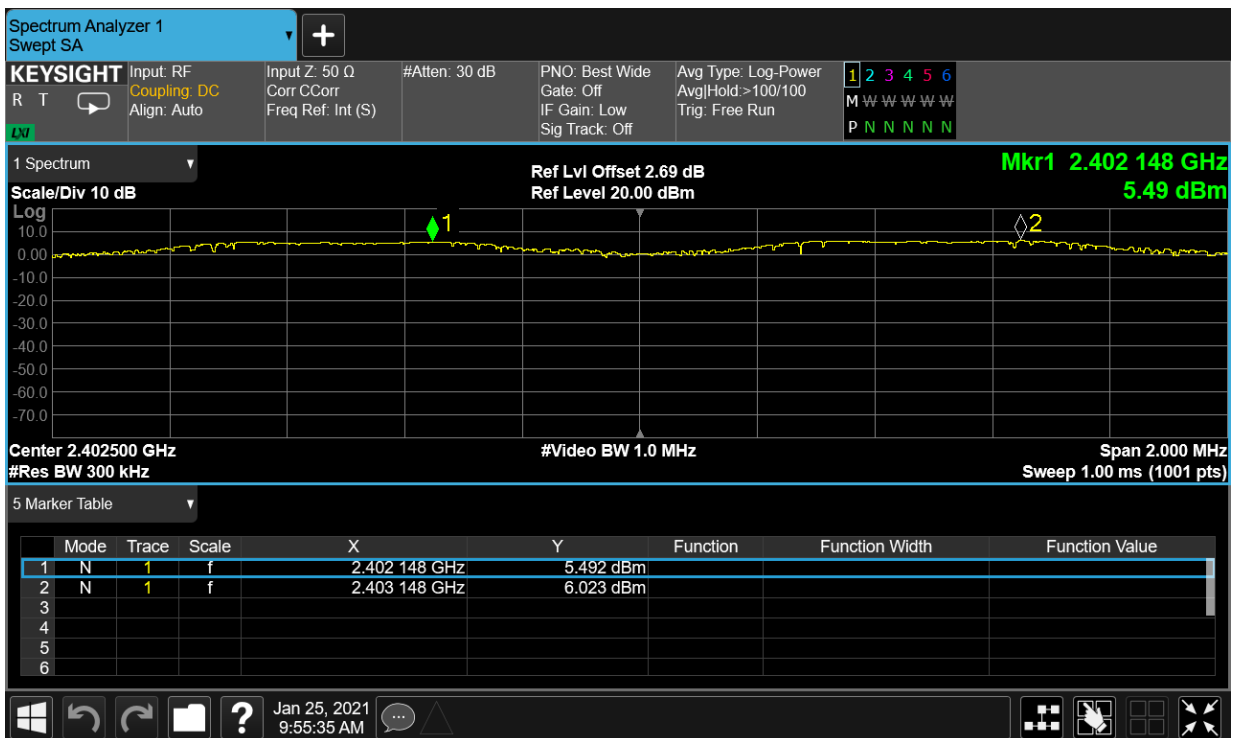 Spectrum Analyzer 1
Swept SA
+
KEYSIGHT
R T
LXI
Input: RF
Coupling: DC
Align: Auto
Input Z: 50 Ω
Corr CCorr
Freq Ref: Int (S)
#Atten: 30 dB
PNO: Best Wide
Gate: Off
IF Gain: Low
Sig Track: Off
Avg Type: Log-Power
Avg|Hold:>100/100
Trig: Free Run
1 2 3 4 5 6
M W W W W W
P N N N N N
1 Spectrum
Scale/Div 10 dB
Ref Lvl Offset 2.69 dB
Ref Level 20.00 dBm
Mkr1 2.402 148 GHz
5.49 dBm
Log
10.0
0.00
-10.0
-20.0
-30.0
-40.0
-50.0
-60.0
-70.0
1
2
Center 2.402500 GHz
#Res BW 300 kHz
#Video BW 1.0 MHz
Span 2.000 MHz
Sweep 1.00 ms (1001 pts)
5 Marker Table
Mode Trace Scale X Y Function Function Width Function Value
1 N 1 f 2.402 148 GHz 5.492 dBm
2 N 1 f 2.403 148 GHz 6.023 dBm
3
4
5
6
?
Jan 25, 2021
9:55:35 AM